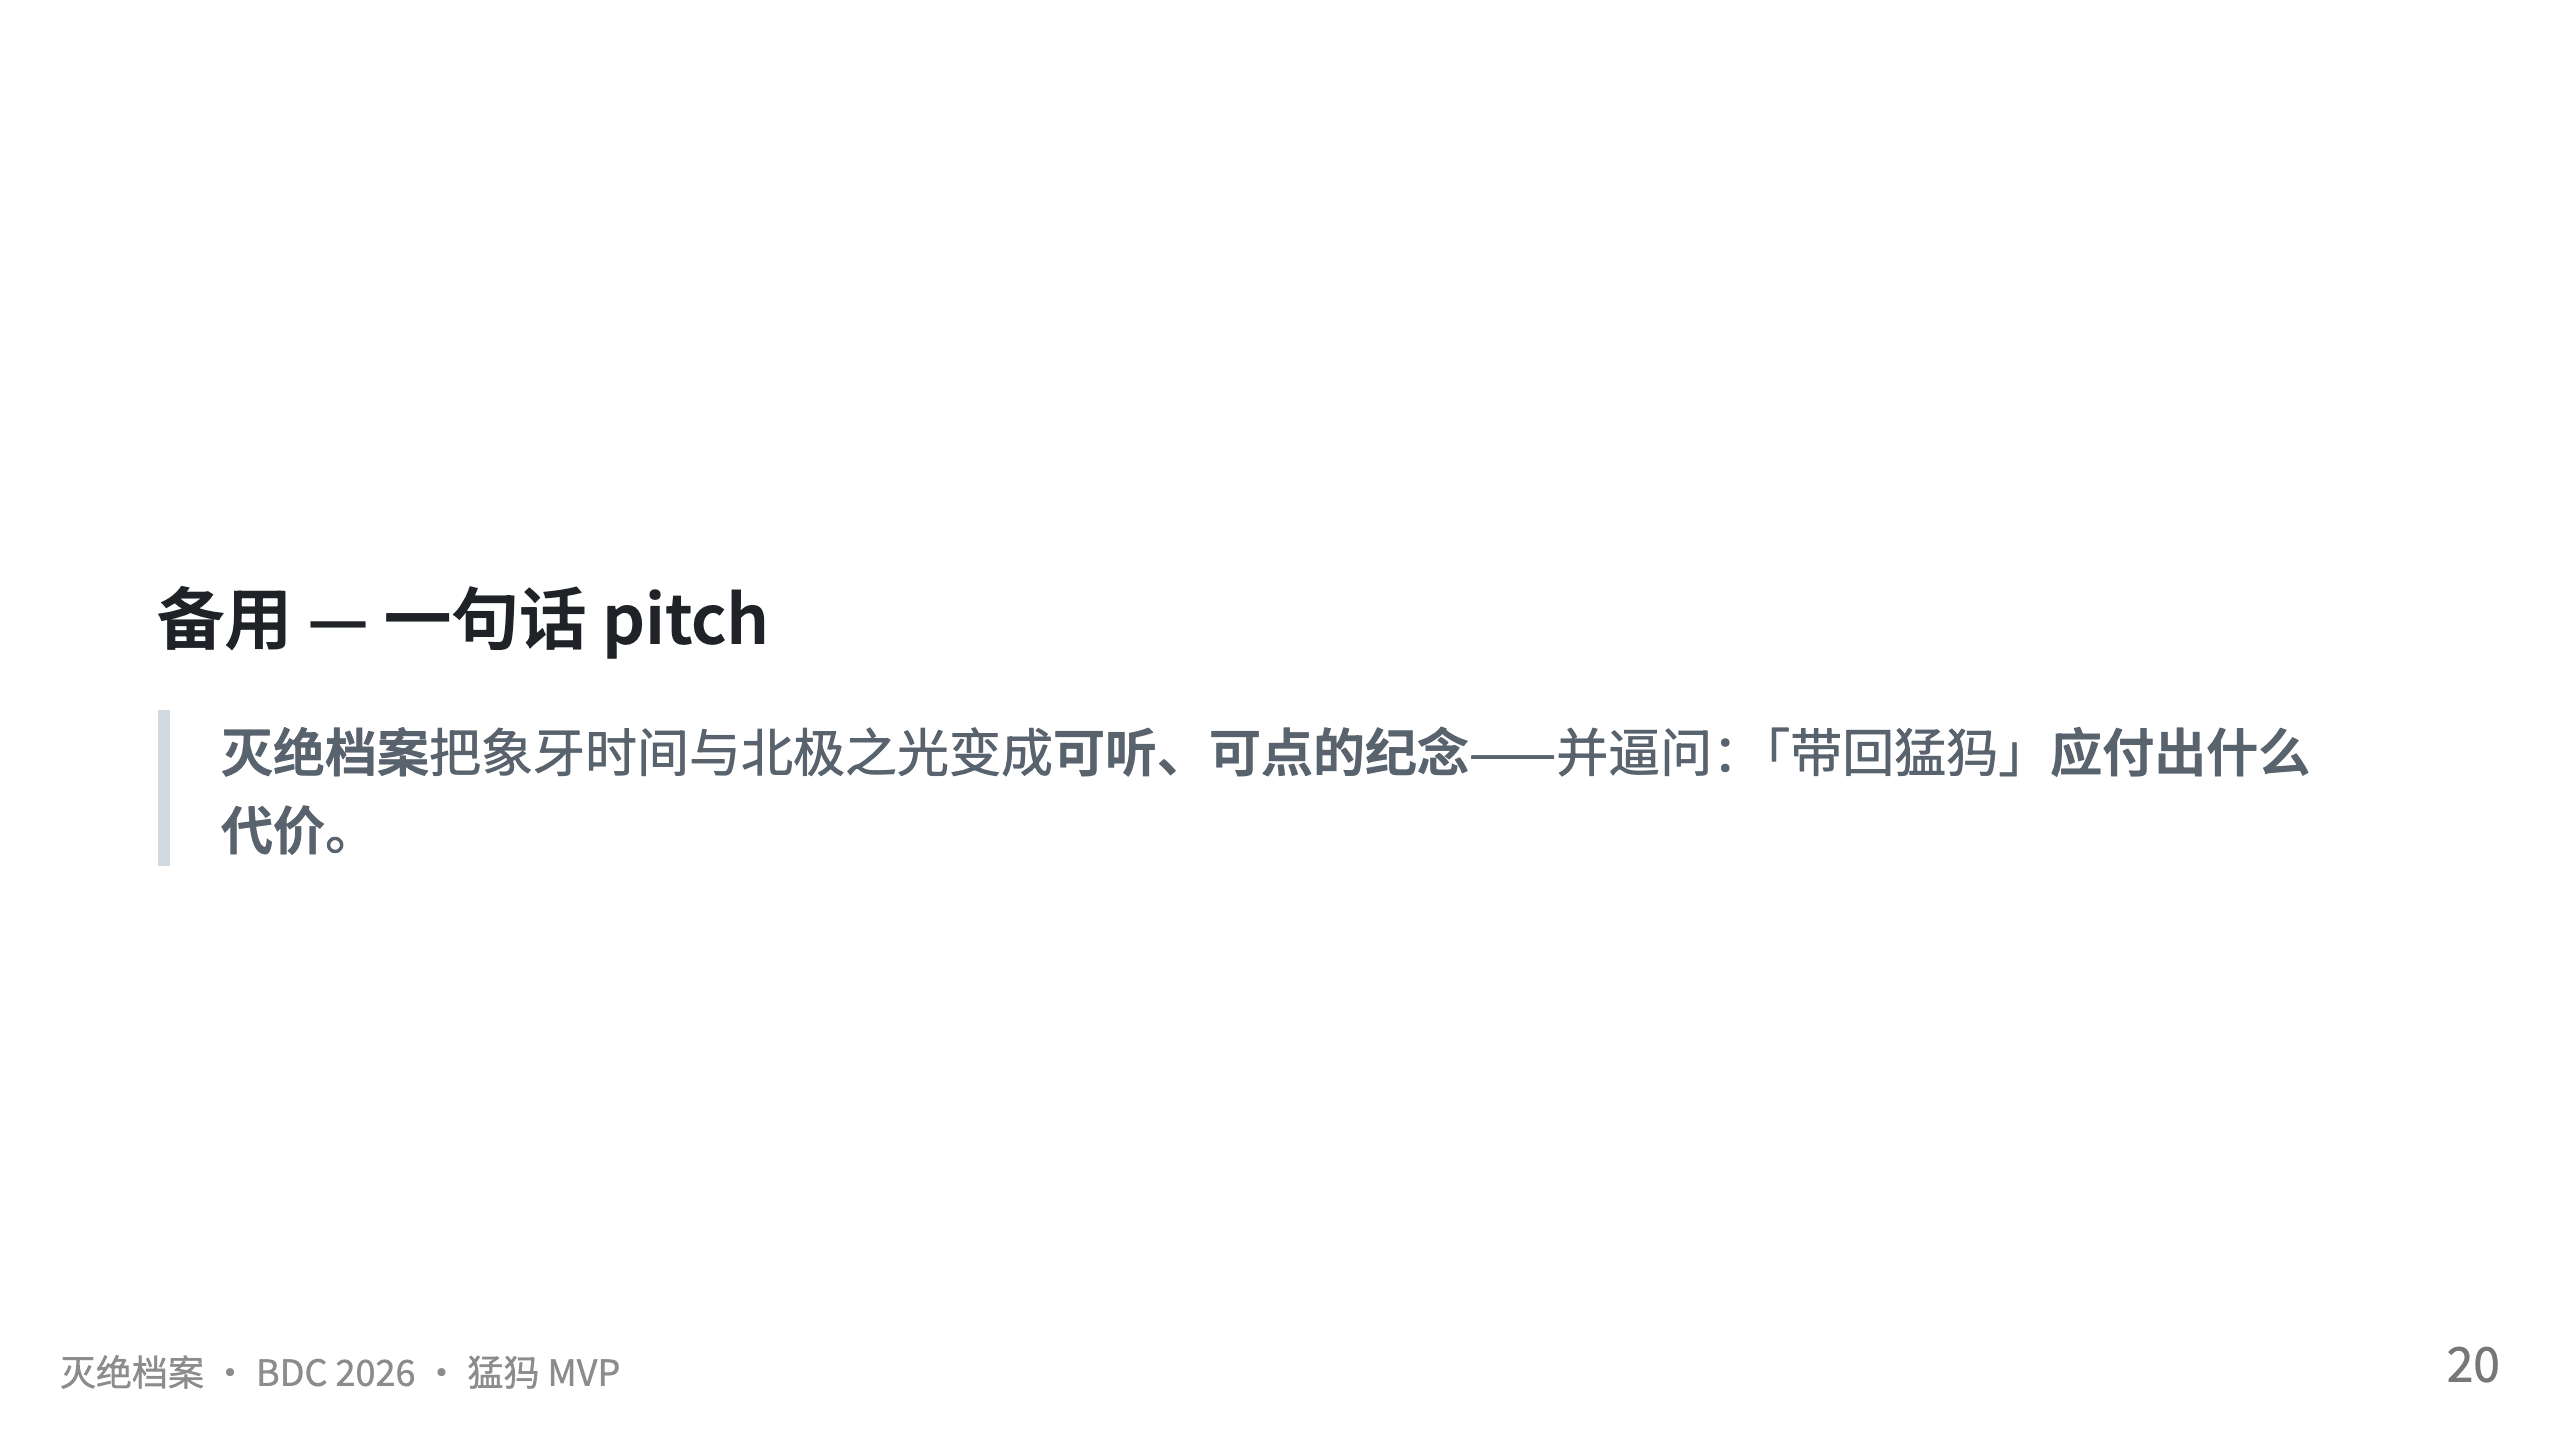 备用 — 一句话 pitch
灭绝档案把象牙时间与北极之光变成可听、可点的纪念——并逼问：「带回猛犸」应付出什么
代价。
灭绝档案 · BDC 2026 · 猛犸 MVP
20